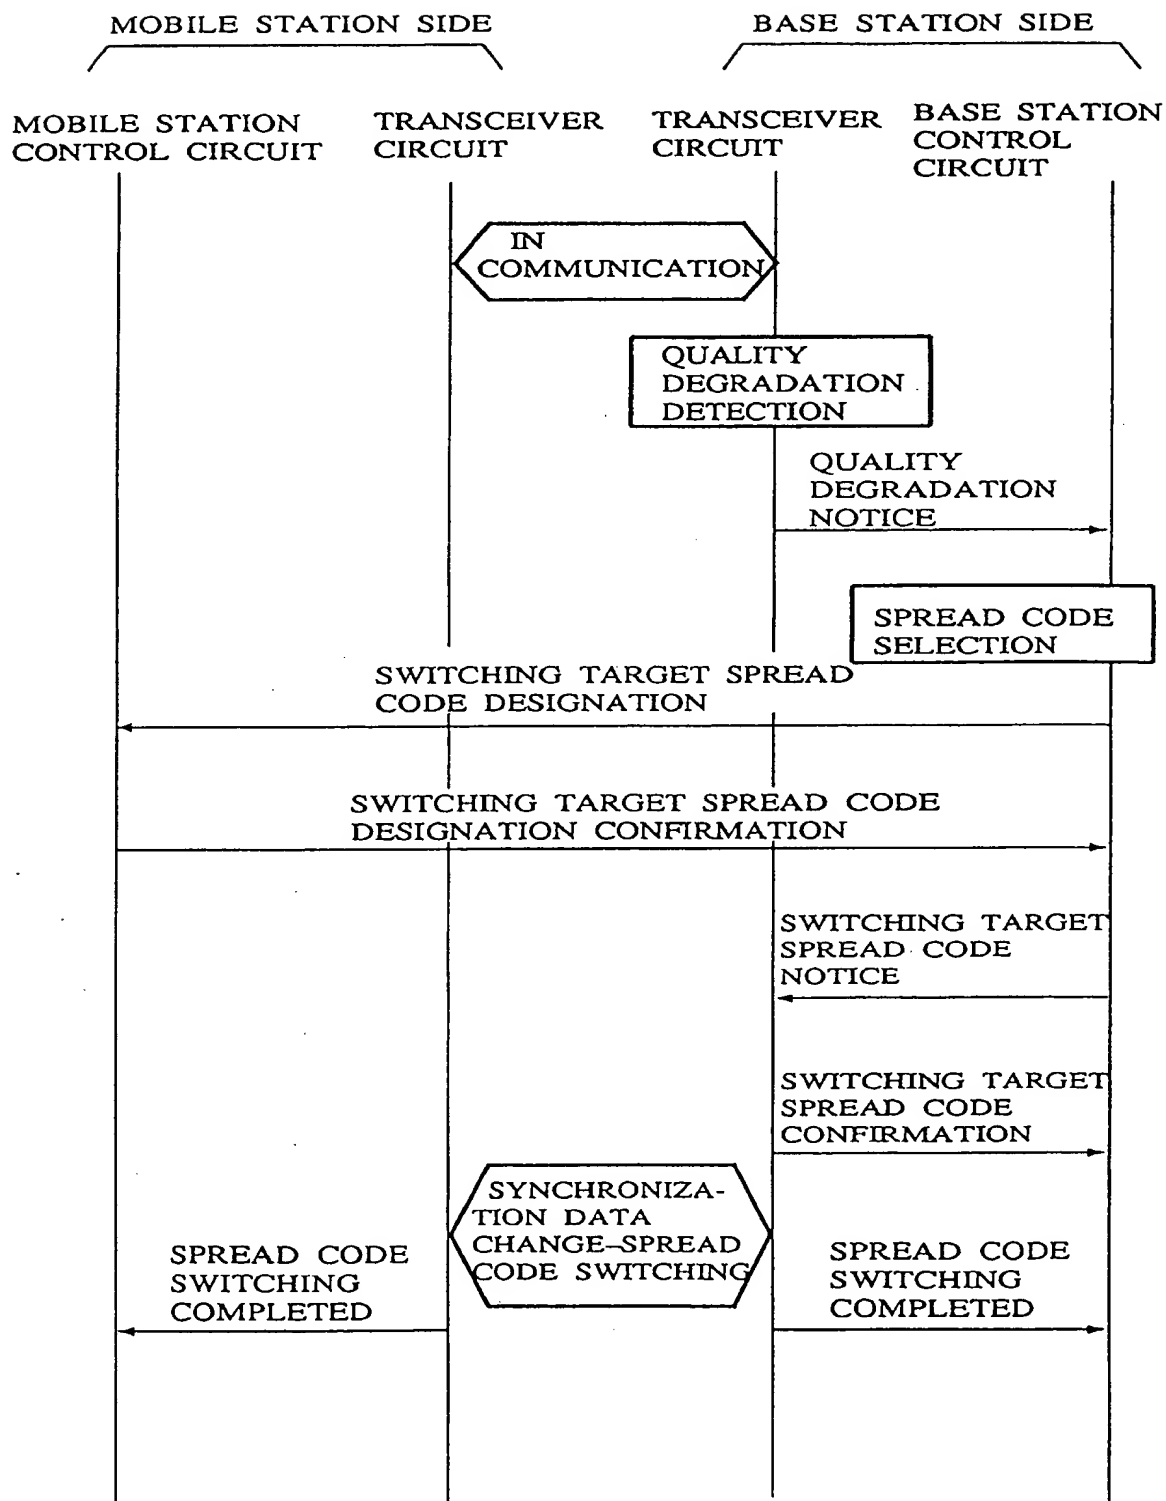 MOBILE STATION SIDE
BASE STATION SIDE
MOBILE STATION
CONTROL CIRCUIT
TRANSCEIVER
CIRCUIT
TRANSCEIVER
CIRCUIT
BASE STATION
CONTROL
CIRCUIT
IN
COMMUNICATION
QUALITY
DEGRADATION
DETECTION
QUALITY
DEGRADATION
NOTICE
SPREAD CODE
SELECTION
SWITCHING TARGET SPREAD
CODE DESIGNATION
SWITCHING TARGET SPREAD CODE
DESIGNATION CONFIRMATION
SWITCHING TARGET
SPREAD CODE
NOTICE
SWITCHING TARGET
SPREAD CODE
CONFIRMATION
SYNCHRONIZA-
TION DATA
CHANGE–SPREAD
CODE SWITCHING
SPREAD CODE
SWITCHING
COMPLETED
SPREAD CODE
SWITCHING
COMPLETED